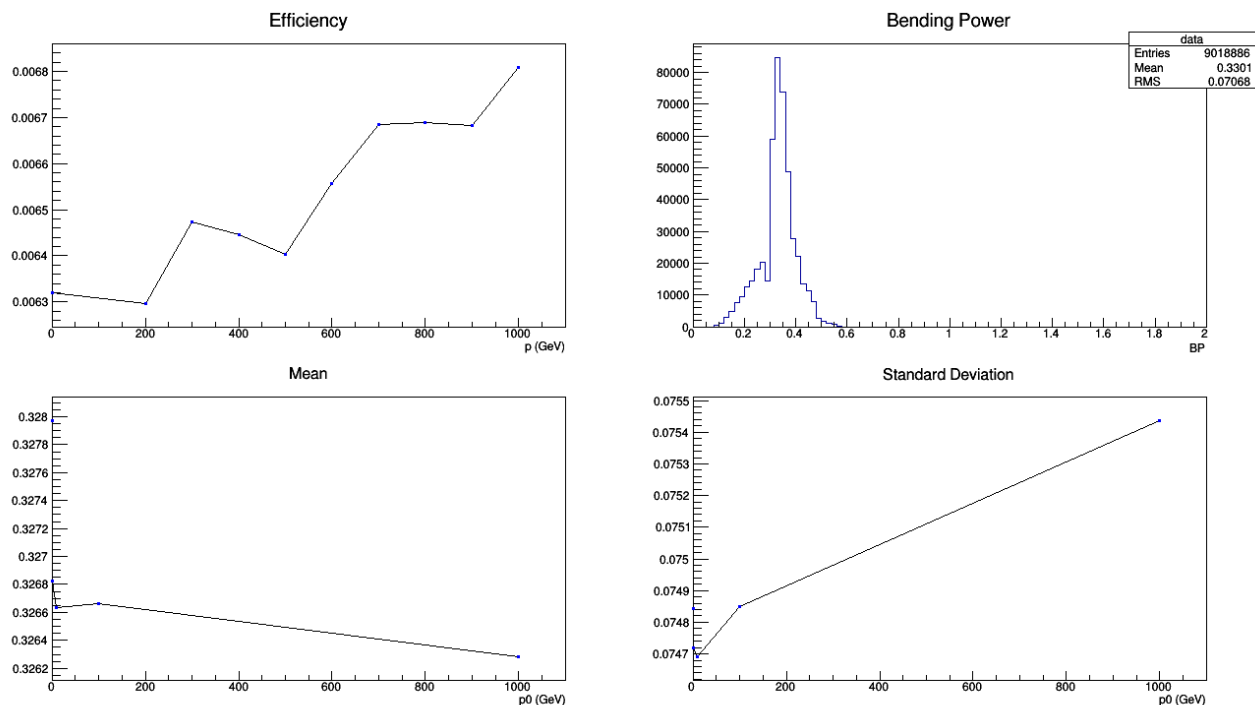 Efficiency
0.0068
0.0067
0.0066
0.0065
0.0064
0.0063
0 200 400 600 800 1000
p (GeV)
Bending Power
data
Entries 9018886
Mean 0.3301
RMS 0.07068
80000
70000
60000
50000
40000
30000
20000
10000
0
0 0.2 0.4 0.6 0.8 1 1.2 1.4 1.6 1.8 2
BP
Mean
0.328
0.3278
0.3276
0.3274
0.3272
0.327
0.3268
0.3266
0.3264
0.3262
0 200 400 600 800 1000
p0 (GeV)
Standard Deviation
0.0755
0.0754
0.0753
0.0752
0.0751
0.075
0.0749
0.0748
0.0747
0 200 400 600 800 1000
p0 (GeV)